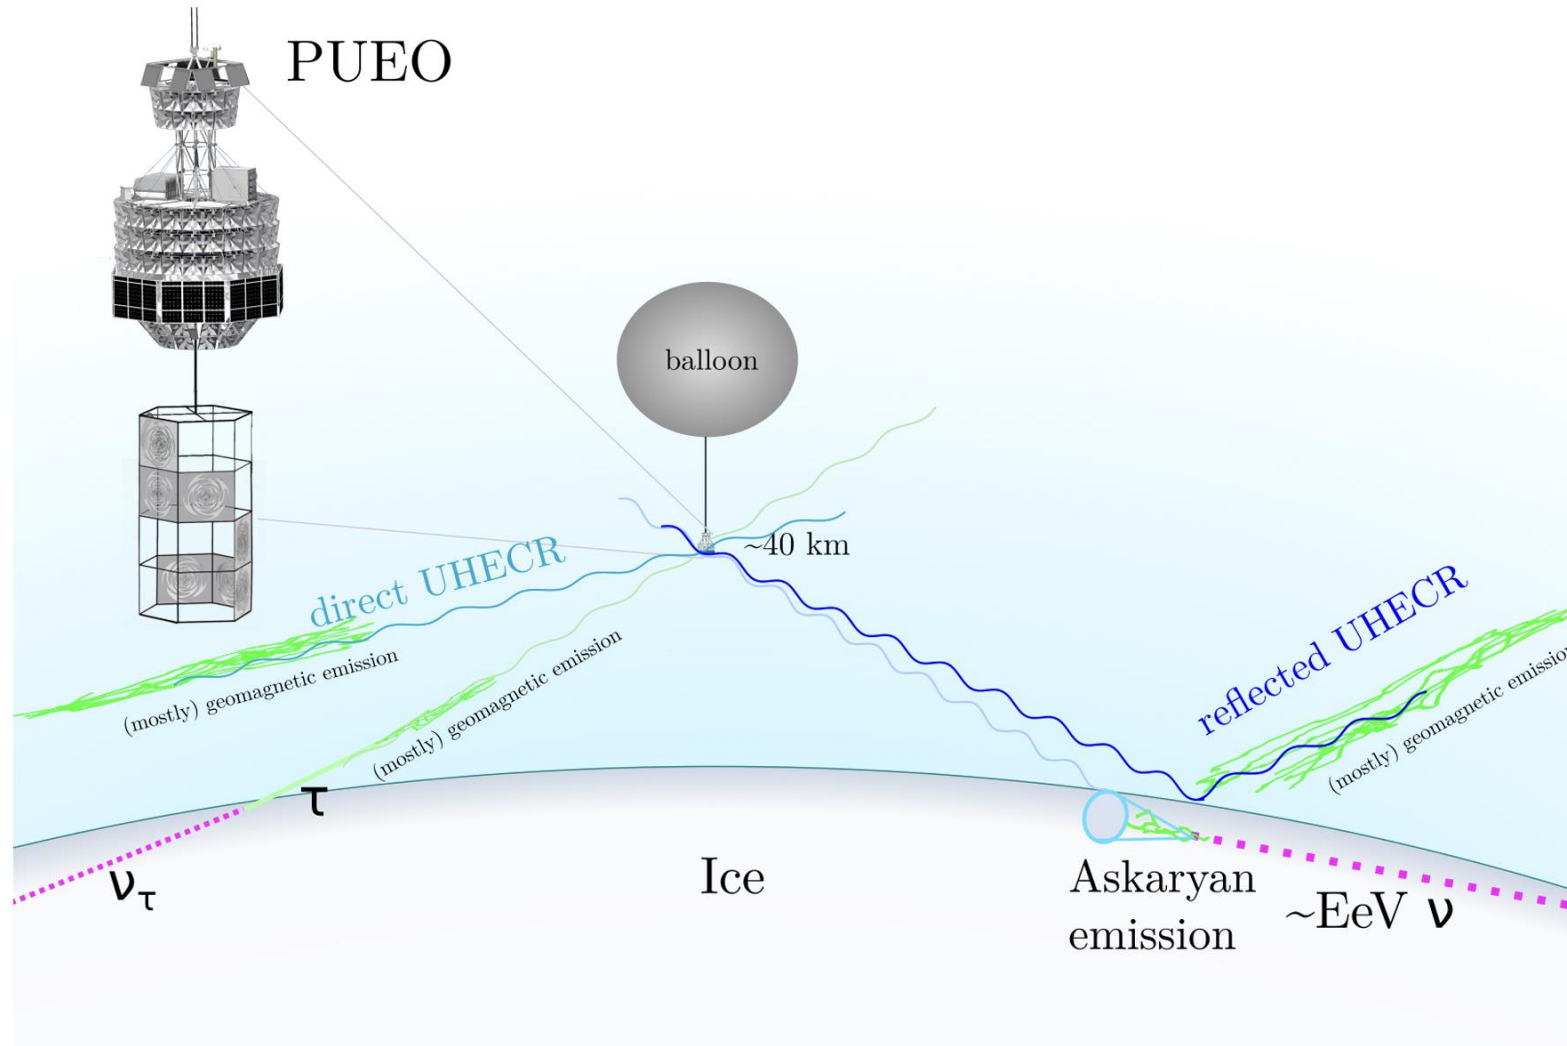 PUEO
balloon
~40 km
direct UHECR
(mostly) geomagnetic emission
(mostly) geomagnetic emission
reflected UHECR
(mostly) geomagnetic emission
τ
ντ
Ice
Askaryan
emission
~EeV ν